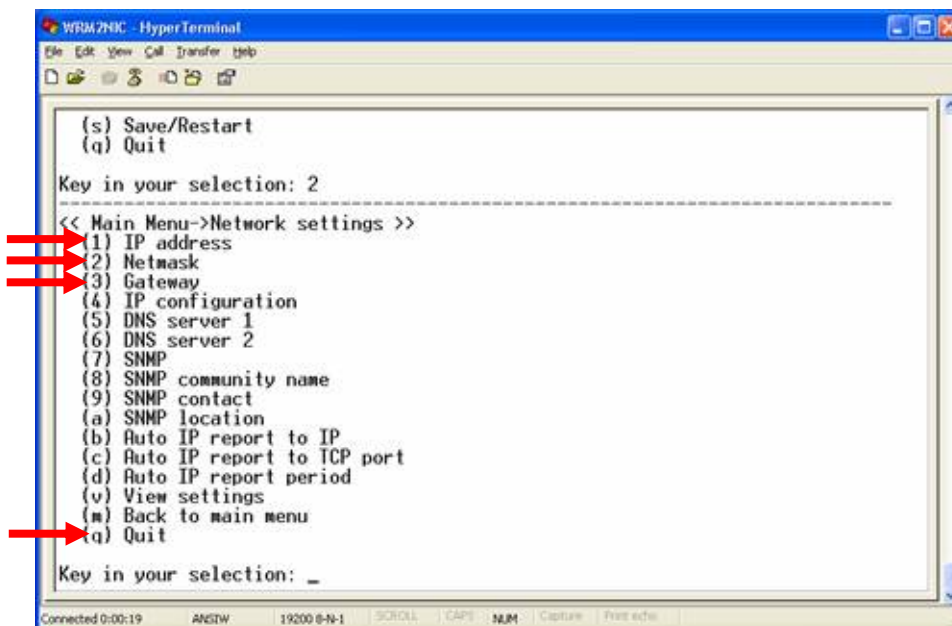 WRM2NIC - HyperTerminal
File Edit View Call Transfer Help
(s) Save/Restart
(q) Quit
Key in your selection: 2
--------------------------------------------------------------------------------
<< Main Menu->Network settings >>
(1) IP address
(2) Netmask
(3) Gateway
(4) IP configuration
(5) DNS server 1
(6) DNS server 2
(7) SNMP
(8) SNMP community name
(9) SNMP contact
(a) SNMP location
(b) Auto IP report to IP
(c) Auto IP report to TCP port
(d) Auto IP report period
(v) View settings
(m) Back to main menu
(q) Quit
Key in your selection: _
Connected 0:00:19 ANSIW 19200 8-N-1 SCROLL CAPS NUM Capture Print echo